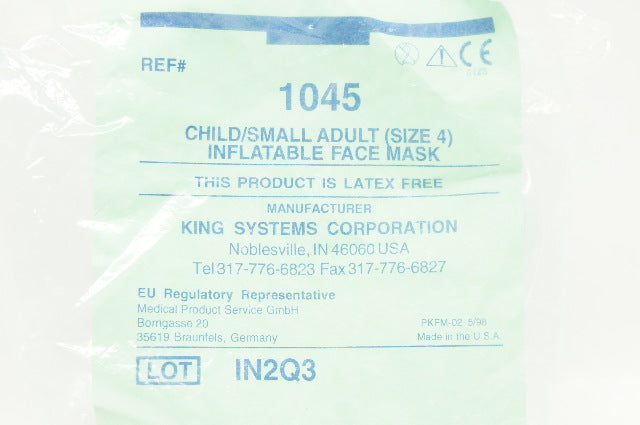 REF#
1045
CHILD/SMALL ADULT (SIZE 4)
INFLATABLE FACE MASK
THIS PRODUCT IS LATEX FREE
MANUFACTURER
KING SYSTEMS CORPORATION
Noblesville, IN 46060 USA
Tel 317-776-6823 Fax 317-776-6827
EU Regulatory Representative
Medical Product Service GmbH
Borngasse 20
35619 Braunfels, Germany
PKFM-02 5/98
Made in the U.S.A.
LOT IN2Q3